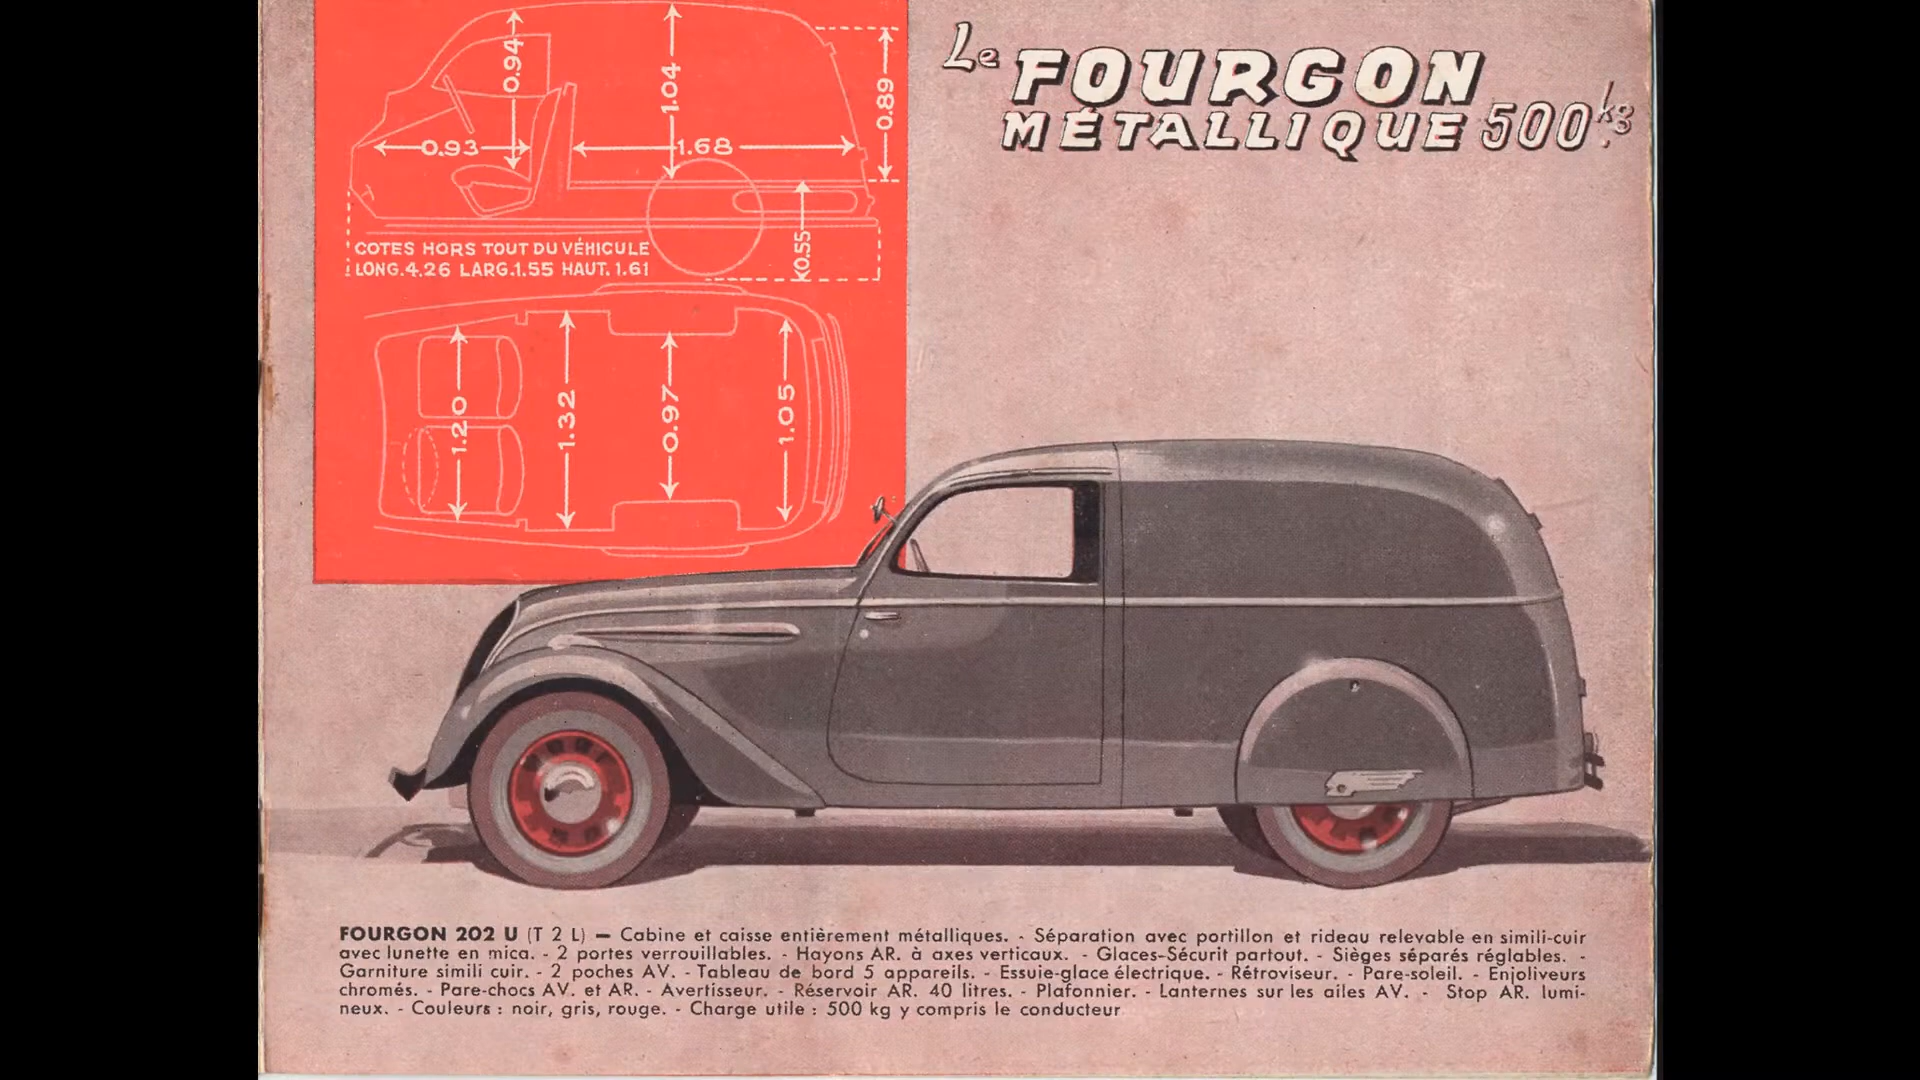 Le FOURGON
MÉTALLIQUE 500 kg
0.94
1.04
0.89
0.93
1.68
0.55
COTES HORS TOUT DU VÉHICULE
LONG.4.26 LARG.1.55 HAUT. 1.61
1.20
1.32
0.97
1.05
FOURGON 202 U (T 2 L) — Cabine et caisse entièrement métalliques. - Séparation avec portillon et rideau relevable en simili-cuir
avec lunette en mica. - 2 portes verrouillables. - Hayons AR. à axes verticaux. - Glaces-Sécurit partout. - Sièges séparés réglables. -
Garniture simili cuir. - 2 poches AV. - Tableau de bord 5 appareils. - Essuie-glace électrique. - Rétroviseur. - Pare-soleil. - Enjoliveurs
chromés. - Pare-chocs AV. et AR. - Avertisseur. - Réservoir AR. 40 litres. - Plafonnier. - Lanternes sur les ailes AV. - Stop AR. lumi-
neux. - Couleurs : noir, gris, rouge. - Charge utile : 500 kg y compris le conducteur